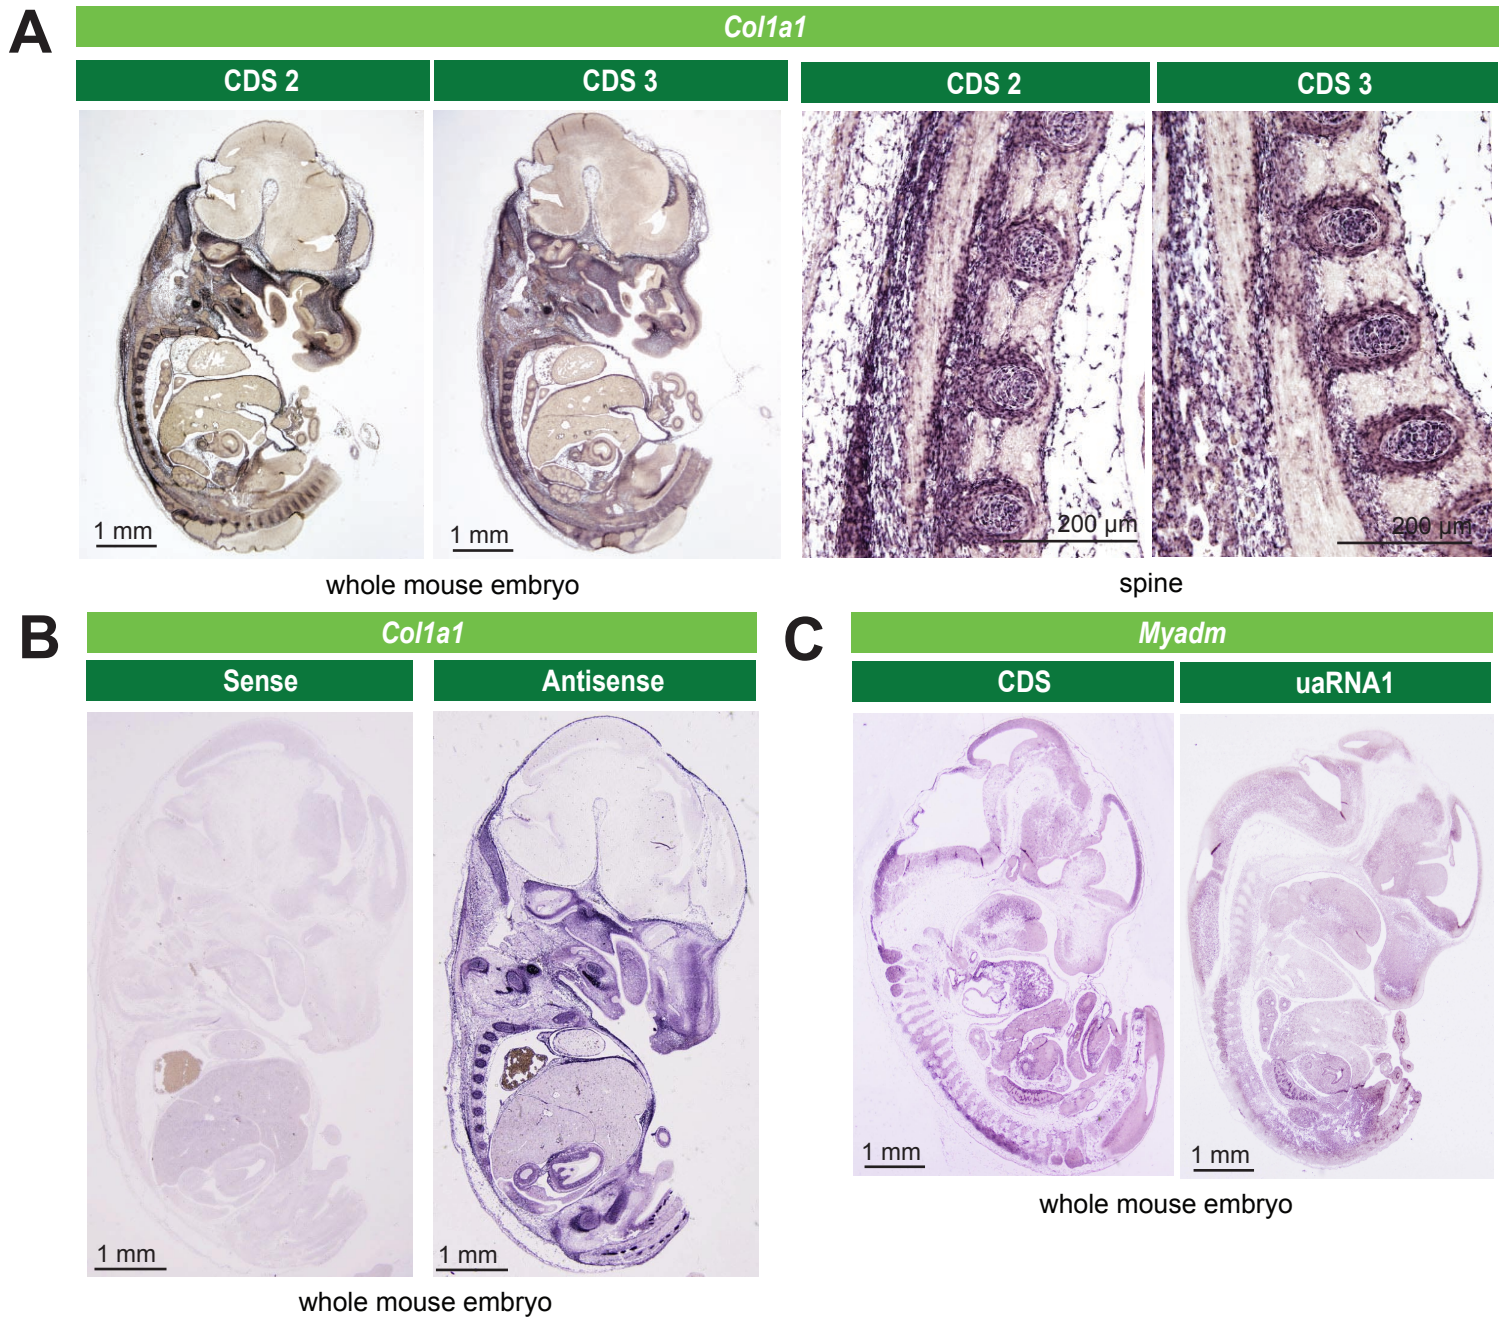 A
Col1a1
CDS 2
CDS 3
CDS 2
CDS 3
1 mm
1 mm
200 µm
200 µm
whole mouse embryo
spine
B
Col1a1
Sense
Antisense
1 mm
1 mm
whole mouse embryo
C
Myadm
CDS
uaRNA1
1 mm
1 mm
whole mouse embryo